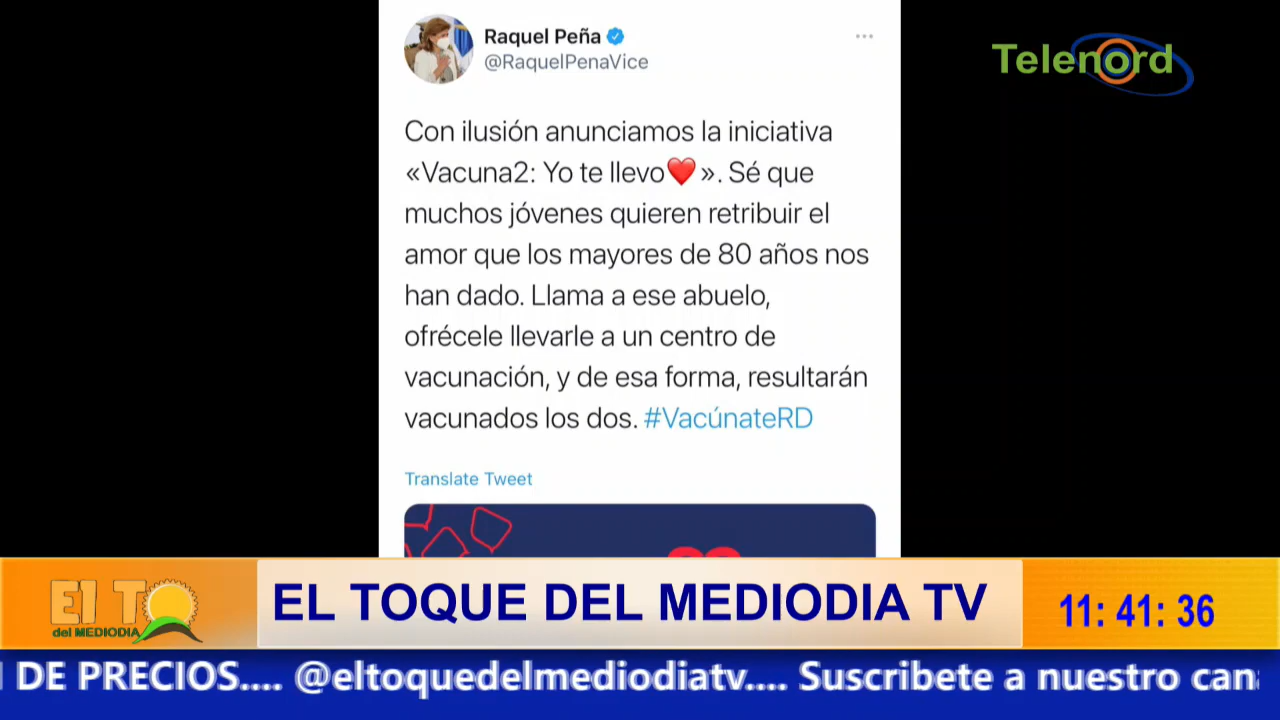 Raquel Peña
@RaquelPenaVice
Telenord
Con ilusión anunciamos la iniciativa
«Vacuna2: Yo te llevo❤️». Sé que
muchos jóvenes quieren retribuir el
amor que los mayores de 80 años nos
han dado. Llama a ese abuelo,
ofrécele llevarle a un centro de
vacunación, y de esa forma, resultarán
vacunados los dos. #VacúnateRD
Translate Tweet
El TO
del MEDIODIA
EL TOQUE DEL MEDIODIA TV
11: 41: 36
DE PRECIOS.... @eltoquedelmediodiatv.... Suscribete a nuestro